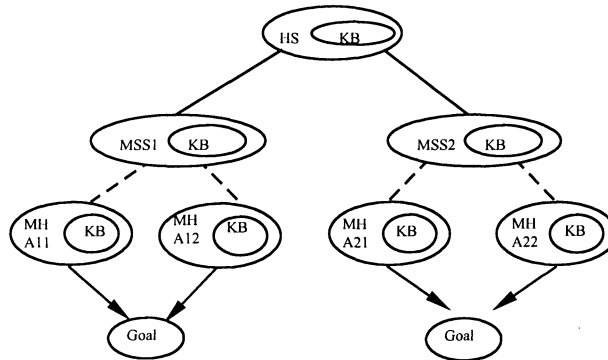 HS KB
MSS1 KB
MSS2 KB
MH
A11
KB
MH
A12
KB
MH
A21
KB
MH
A22
KB
Goal
Goal